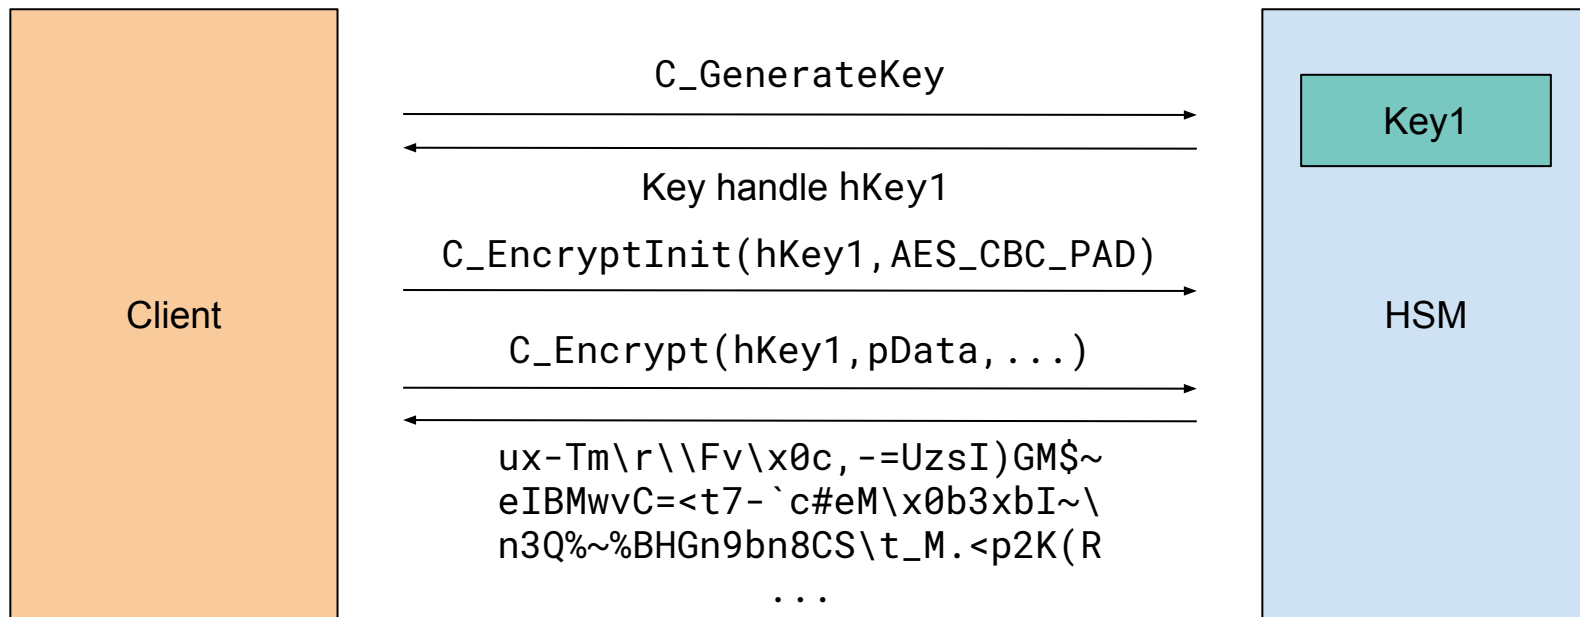 C_GenerateKey
Key1
Key handle hKey1
C_EncryptInit(hKey1,AES_CBC_PAD)
Client
HSM
C_Encrypt(hKey1,pData,...)
ux-Tm\r\\Fv\x0c,-=UzsI)GM$~
eIBMwvC=<t7-`c#eM\x0b3xbI~\
n3Q%~%BHGn9bn8CS\t_M.<p2K(R
...